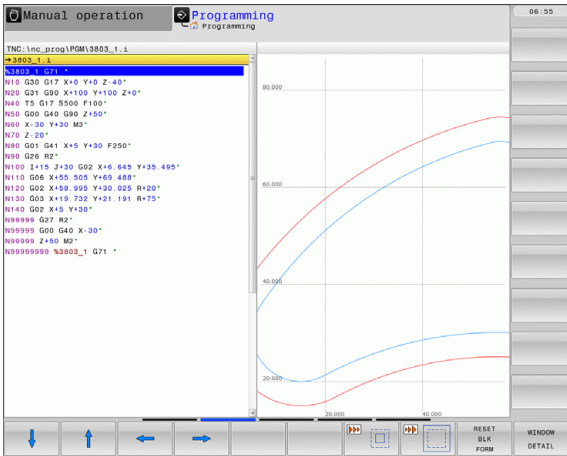 Manual operation
Programming
Programming
06:55
TNC:\nc_prog\PGM\3803_1.i
→3803_1.i
%3803_1 G71 *
N10 G30 G17 X+0 Y+0 Z-40*
N20 G31 G90 X+100 Y+100 Z+0*
N40 T5 G17 S500 F100*
N50 G00 G40 G90 Z+50*
N60 X-30 Y+30 M3*
N70 Z-20*
N80 G01 G41 X+5 Y+30 F250*
N90 G26 R2*
N100 I+15 J+30 G02 X+6.645 Y+35.495*
N110 G06 X+55.505 Y+69.488*
N120 G02 X+58.995 Y+30.025 R+20*
N130 G03 X+19.732 Y+21.191 R+75*
N140 G02 X+5 Y+30*
N99999 G27 R2*
N99999 G00 G40 X-30*
N99999 Z+50 M2*
N99999999 %3803_1 G71 *
80.000
60.000
40.000
20.000
20.000
40.000
RESET
BLK
FORM
WINDOW
DETAIL